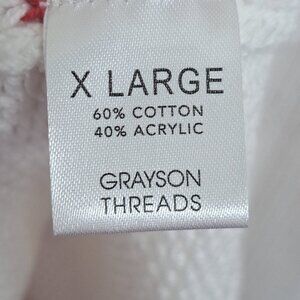 X LARGE
60% COTTON
40% ACRYLIC
GRAYSON
THREADS